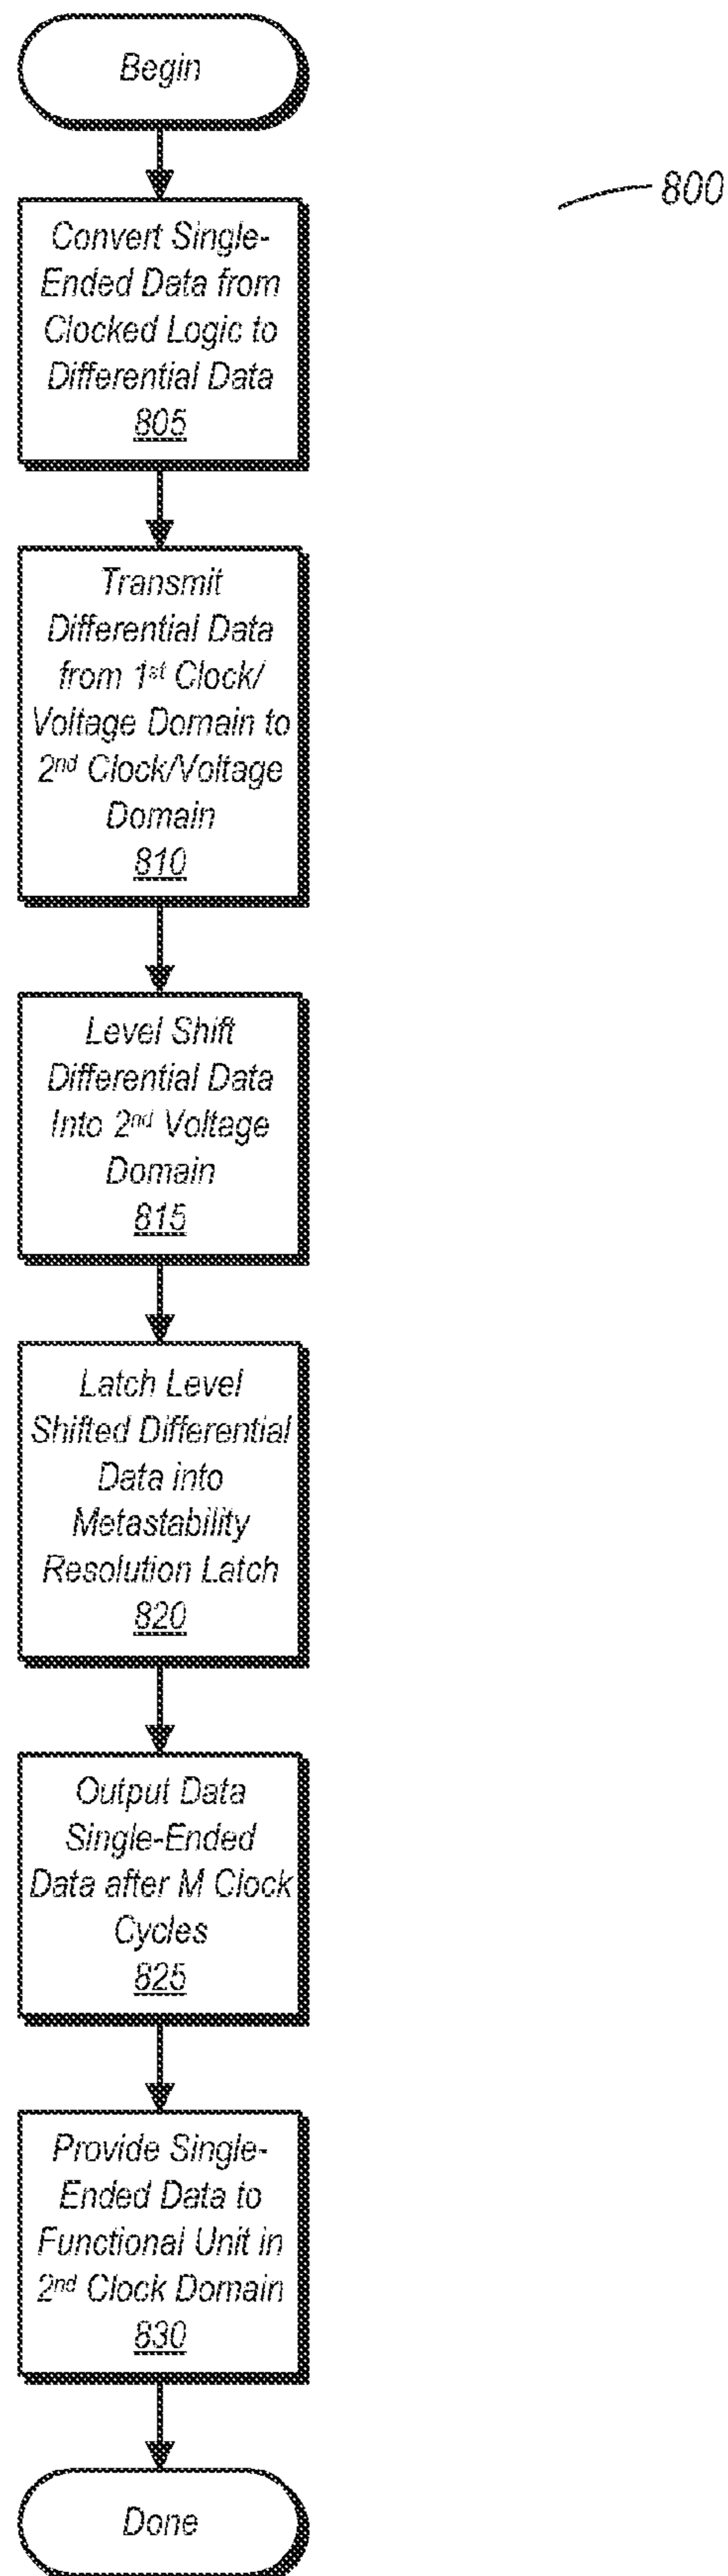 Begin
800
Convert Single-
Ended Data from
Clocked Logic to
Differential Data
805
Transmit
Differential Data
from 1st Clock/
Voltage Domain to
2nd Clock/Voltage
Domain
810
Level Shift
Differential Data
Into 2nd Voltage
Domain
815
Latch Level
Shifted Differential
Data into
Metastability
Resolution Latch
820
Output Data
Single-Ended
Data after M Clock
Cycles
825
Provide Single-
Ended Data to
Functional Unit in
2nd Clock Domain
830
Done